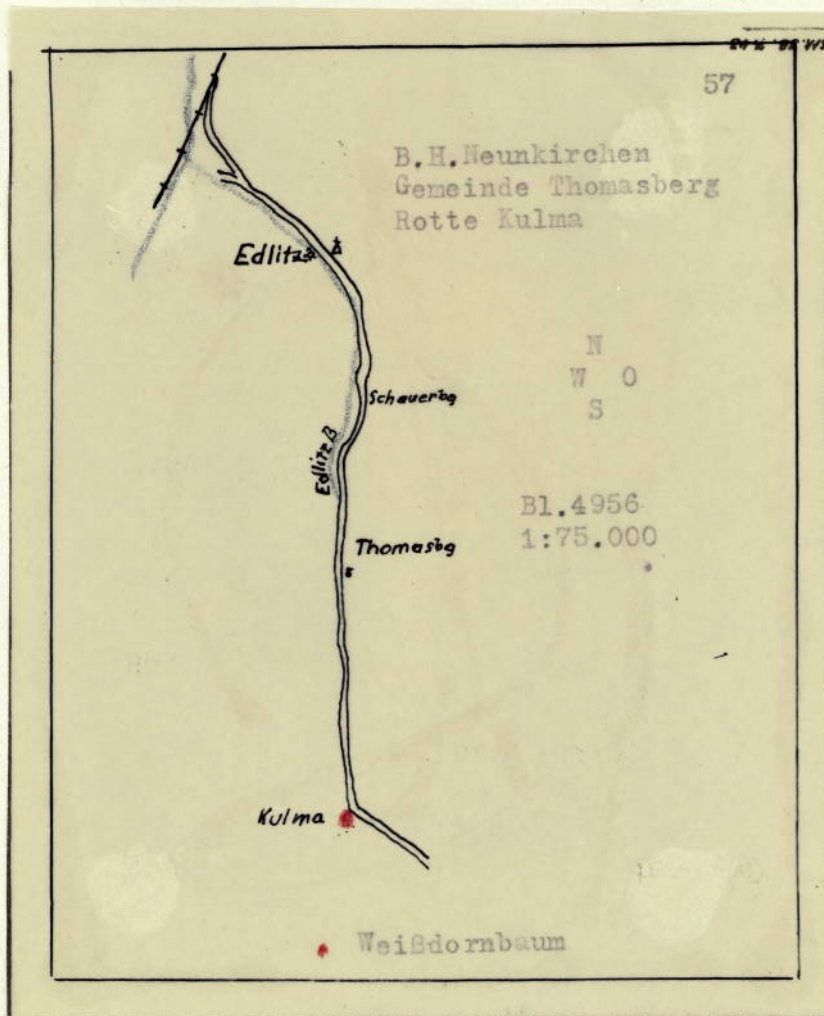 57
B.H.Neunkirchen
Gemeinde Thomasberg
Rotte Kulma
Edlitz
N
W O
S
Schauerbg
Edlitz B
Bl.4956
1:75.000
Thomasbg
Kulma
Weißdornbaum